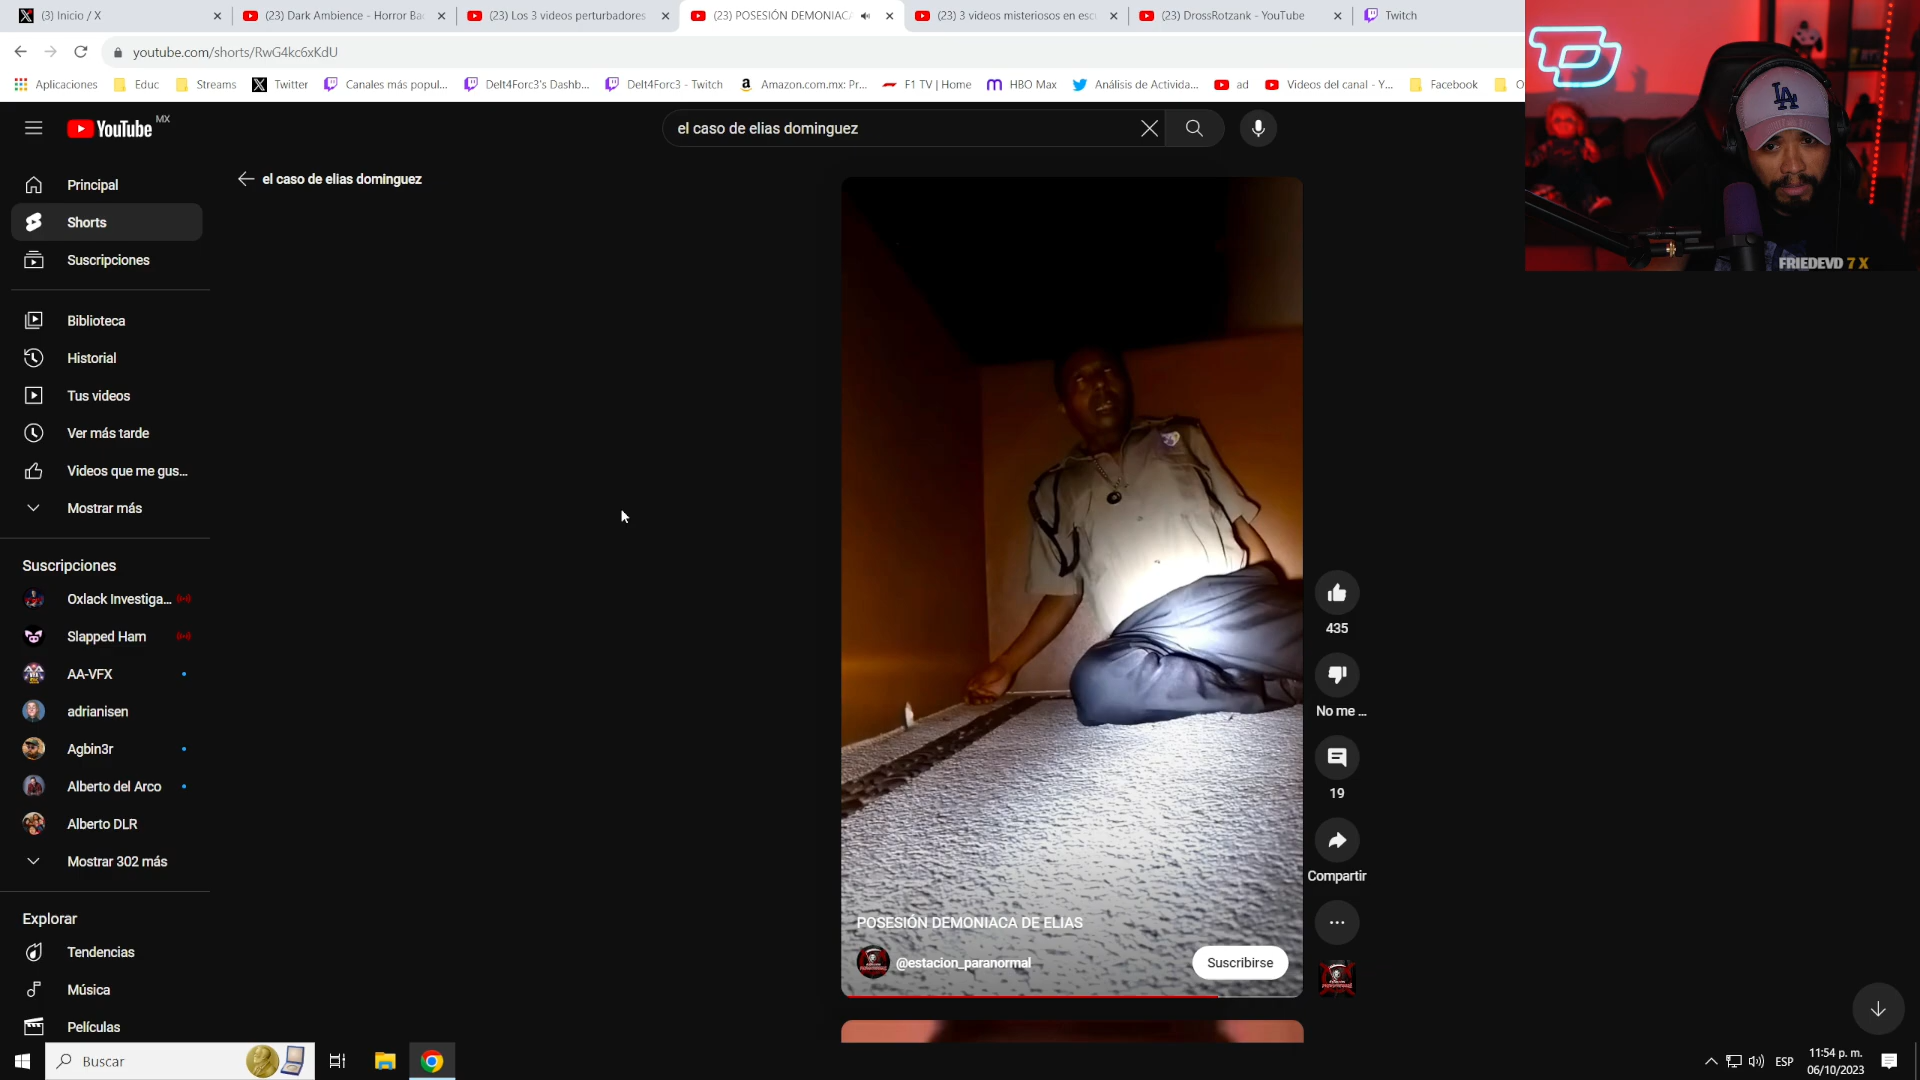 (3) Inicio / X
(23) Dark Ambience - Horror Ba
(23) Los 3 videos perturbadores
(23) POSESIÓN DEMONIACA
(23) 3 videos misteriosos en esc
(23) DrossRotzank - YouTube
Twitch
youtube.com/shorts/RwG4kc6xKdU
Aplicaciones
Educ
Streams
Twitter
Canales más popul...
Delt4Forc3's Dashb...
Delt4Forc3 - Twitch
Amazon.com.mx: Pr...
F1 TV | Home
HBO Max
Análisis de Activida...
ad
Videos del canal - Y...
Facebook
O
YouTube MX
el caso de elias dominguez
LA
FRIEDEVD 7 X
el caso de elias dominguez
Principal
Shorts
Suscripciones
Biblioteca
Historial
Tus videos
Ver más tarde
Videos que me gus...
Mostrar más
Suscripciones
Oxlack Investiga...
Slapped Ham
AA-VFX
adrianisen
Agbin3r
Alberto del Arco
Alberto DLR
Mostrar 302 más
Explorar
Tendencias
Música
Películas
435
No me ...
19
Compartir
POSESIÓN DEMONIACA DE ELIAS
@estacion_paranormal
Suscribirse
Buscar
ESP
11:54 p. m.
06/10/2023